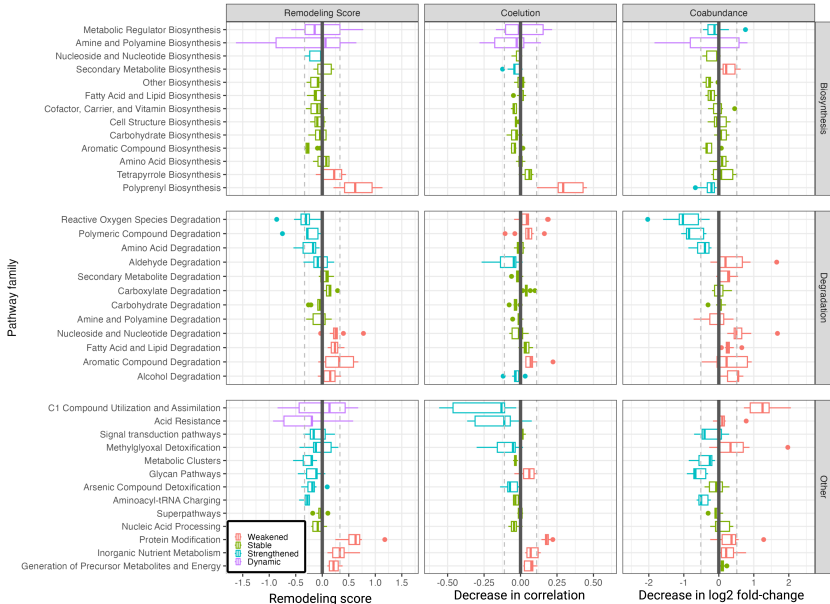 Remodeling Score
Coelution
Coabundance
Metabolic Regulator Biosynthesis
Amine and Polyamine Biosynthesis
Nucleoside and Nucleotide Biosynthesis
Secondary Metabolite Biosynthesis
Other Biosynthesis
Fatty Acid and Lipid Biosynthesis
Cofactor, Carrier, and Vitamin Biosynthesis
Cell Structure Biosynthesis
Carbohydrate Biosynthesis
Aromatic Compound Biosynthesis
Amino Acid Biosynthesis
Tetrapyrrole Biosynthesis
Polyprenyl Biosynthesis
Biosynthesis
Reactive Oxygen Species Degradation
Polymeric Compound Degradation
Amino Acid Degradation
Aldehyde Degradation
Secondary Metabolite Degradation
Carboxylate Degradation
Carbohydrate Degradation
Amine and Polyamine Degradation
Nucleoside and Nucleotide Degradation
Fatty Acid and Lipid Degradation
Aromatic Compound Degradation
Alcohol Degradation
Degradation
Pathway family
C1 Compound Utilization and Assimilation
Acid Resistance
Signal transduction pathways
Methylglyoxal Detoxification
Metabolic Clusters
Glycan Pathways
Arsenic Compound Detoxification
Aminoacyl-tRNA Charging
Superpathways
Nucleic Acid Processing
Protein Modification
Inorganic Nutrient Metabolism
Generation of Precursor Metabolites and Energy
Other
Weakened
Stable
Strengthened
Dynamic
-1.5 -1.0 -0.5 0.0 0.5 1.0 1.5
-0.50 -0.25 0.00 0.25 0.50
-2 -1 0 1 2
Remodeling score
Decrease in correlation
Decrease in log2 fold-change